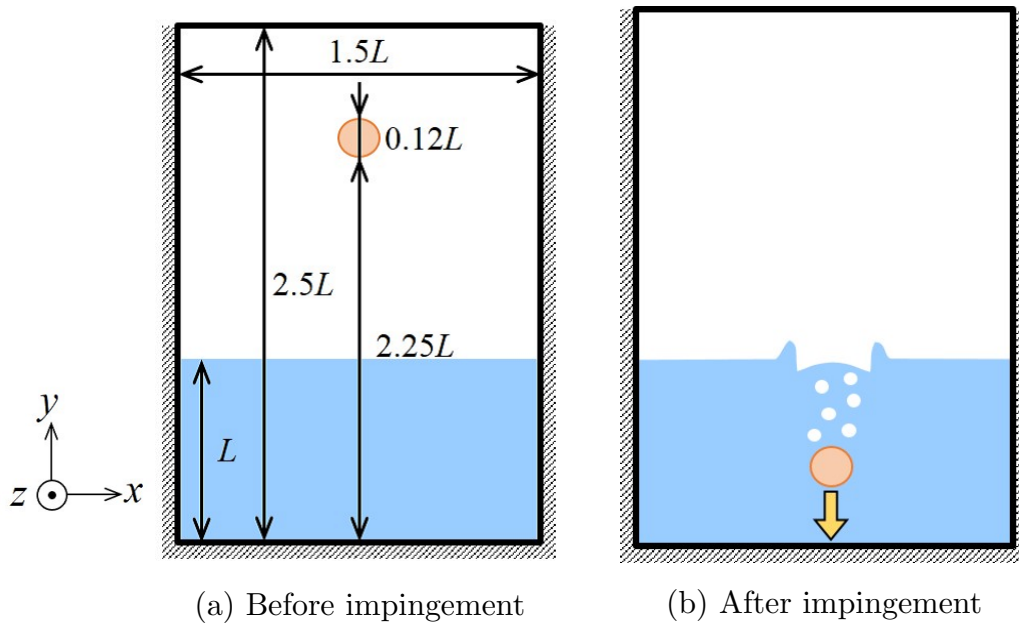 1.5L
0.12L
2.5L
2.25L
L
y
z
x
(a) Before impingement
(b) After impingement